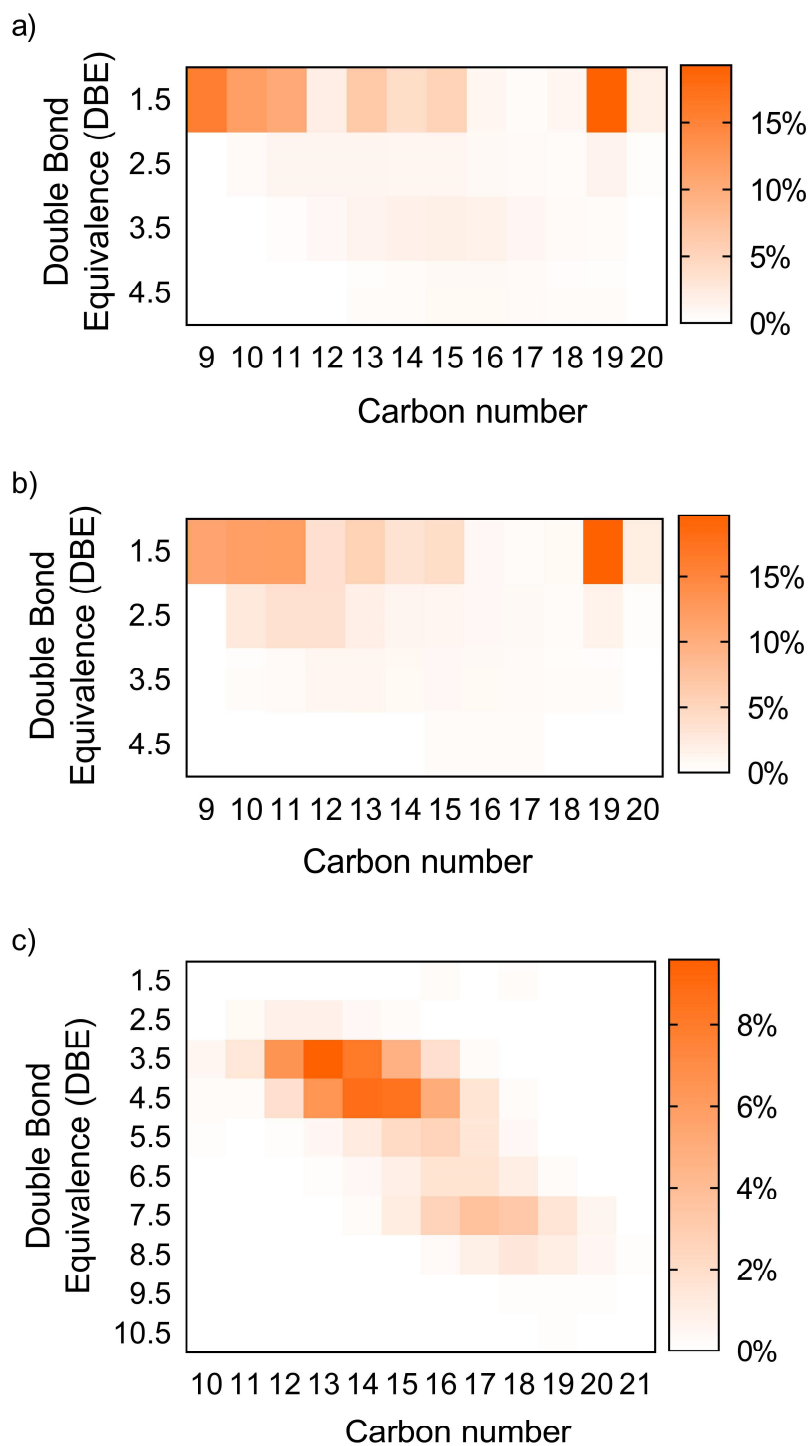 a)
Double Bond
Equivalence (DBE)
1.5
2.5
3.5
4.5
9 10 11 12 13 14 15 16 17 18 19 20
Carbon number
15%
10%
5%
0%
b)
Double Bond
Equivalence (DBE)
1.5
2.5
3.5
4.5
9 10 11 12 13 14 15 16 17 18 19 20
Carbon number
15%
10%
5%
0%
c)
Double Bond
Equivalence (DBE)
1.5
2.5
3.5
4.5
5.5
6.5
7.5
8.5
9.5
10.5
10 11 12 13 14 15 16 17 18 19 20 21
Carbon number
8%
6%
4%
2%
0%